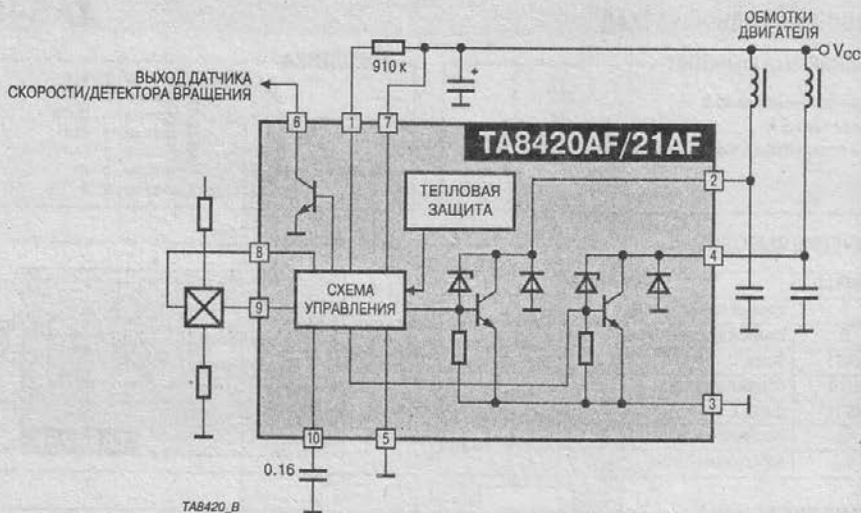 ОБМОТКИ
ДВИГАТЕЛЯ
VCC
910 к
+
ВЫХОД ДАТЧИКА
СКОРОСТИ/ДЕТЕКТОРА ВРАЩЕНИЯ
6
1
7
TA8420AF/21AF
ТЕПЛОВАЯ
ЗАЩИТА
2
8
4
СХЕМА
УПРАВЛЕНИЯ
9
3
10
5
0.16
TA8420_B